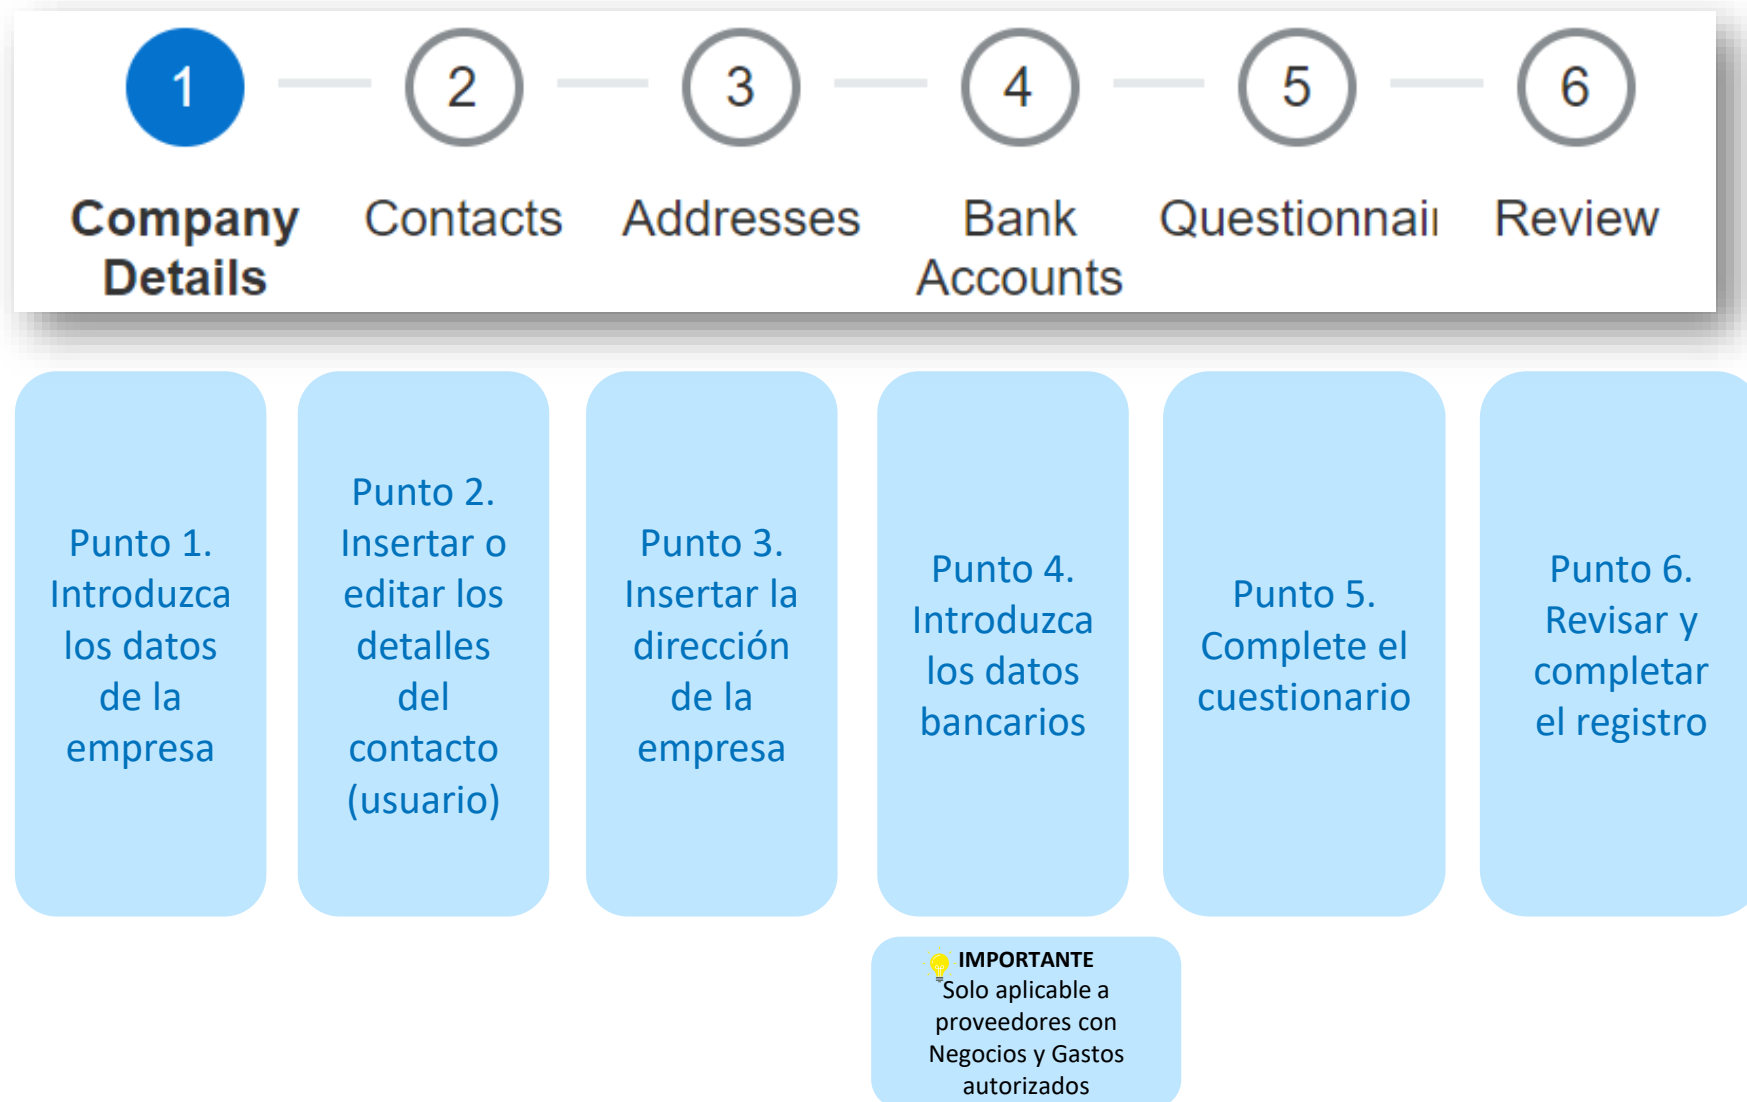 1
2
3
4
5
6
Company
Details
Contacts
Addresses
Bank
Accounts
Questionnair
Review
Punto 1.
Introduzca
los datos
de la
empresa
Punto 2.
Insertar o
editar los
detalles
del
contacto
(usuario)
Punto 3.
Insertar la
dirección
de la
empresa
Punto 4.
Introduzca
los datos
bancarios
Punto 5.
Complete el
cuestionario
Punto 6.
Revisar y
completar
el registro
IMPORTANTE
Solo aplicable a
proveedores con
Negocios y Gastos
autorizados